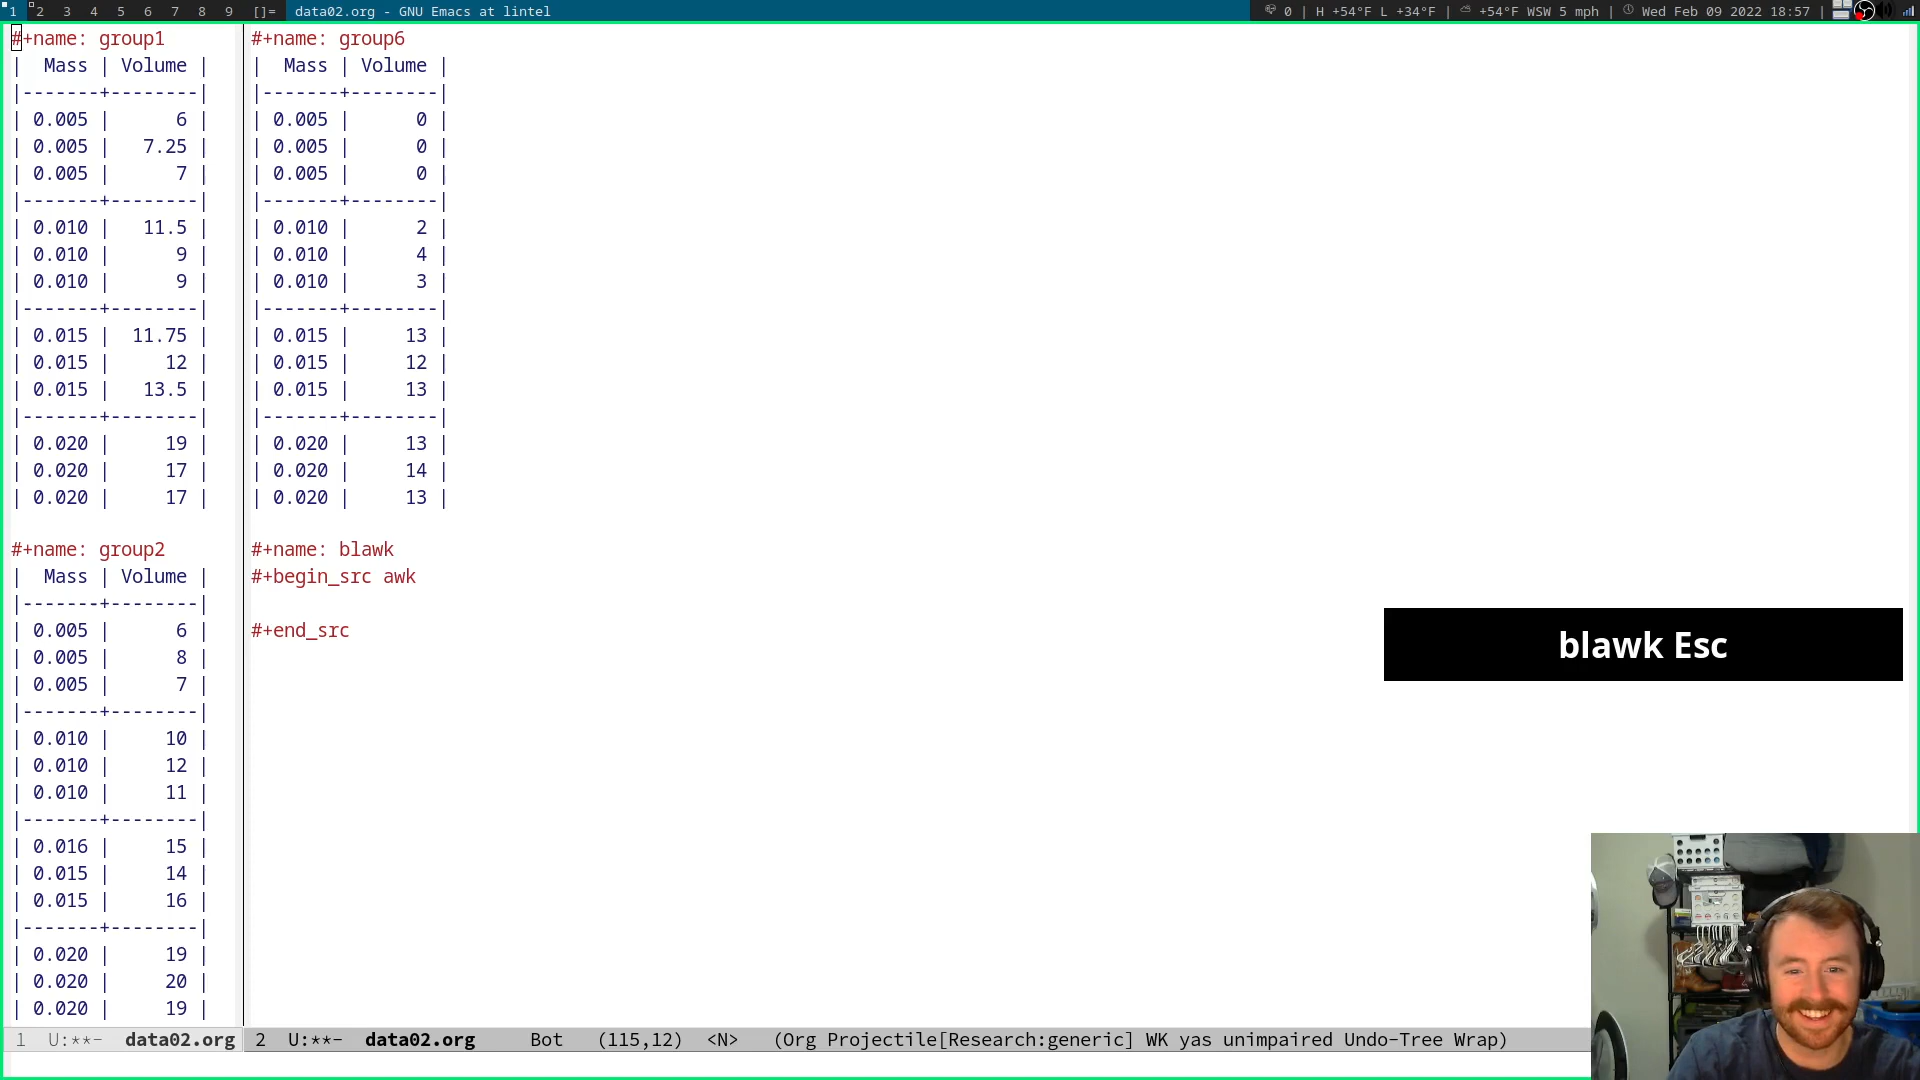 1 2 3 4 5 6 7 8 9 []= data02.org - GNU Emacs at lintel 0 | H +54°F L +34°F | +54°F WSW 5 mph | Wed Feb 09 2022 18:57 |
#+name: group1
| Mass | Volume |
|-------+--------|
| 0.005 | 6 |
| 0.005 | 7.25 |
| 0.005 | 7 |
|-------+--------|
| 0.010 | 11.5 |
| 0.010 | 9 |
| 0.010 | 9 |
|-------+--------|
| 0.015 | 11.75 |
| 0.015 | 12 |
| 0.015 | 13.5 |
|-------+--------|
| 0.020 | 19 |
| 0.020 | 17 |
| 0.020 | 17 |
#+name: group2
| Mass | Volume |
|-------+--------|
| 0.005 | 6 |
| 0.005 | 8 |
| 0.005 | 7 |
|-------+--------|
| 0.010 | 10 |
| 0.010 | 12 |
| 0.010 | 11 |
|-------+--------|
| 0.016 | 15 |
| 0.015 | 14 |
| 0.015 | 16 |
|-------+--------|
| 0.020 | 19 |
| 0.020 | 20 |
| 0.020 | 19 |
#+name: group6
| Mass | Volume |
|-------+--------|
| 0.005 | 0 |
| 0.005 | 0 |
| 0.005 | 0 |
|-------+--------|
| 0.010 | 2 |
| 0.010 | 4 |
| 0.010 | 3 |
|-------+--------|
| 0.015 | 13 |
| 0.015 | 12 |
| 0.015 | 13 |
|-------+--------|
| 0.020 | 13 |
| 0.020 | 14 |
| 0.020 | 13 |
#+name: blawk
#+begin_src awk
#+end_src
blawk Esc
1 U:**- data02.org
2 U:**- data02.org Bot (115,12) <N> (Org Projectile[Research:generic] WK yas unimpaired Undo-Tree Wrap)